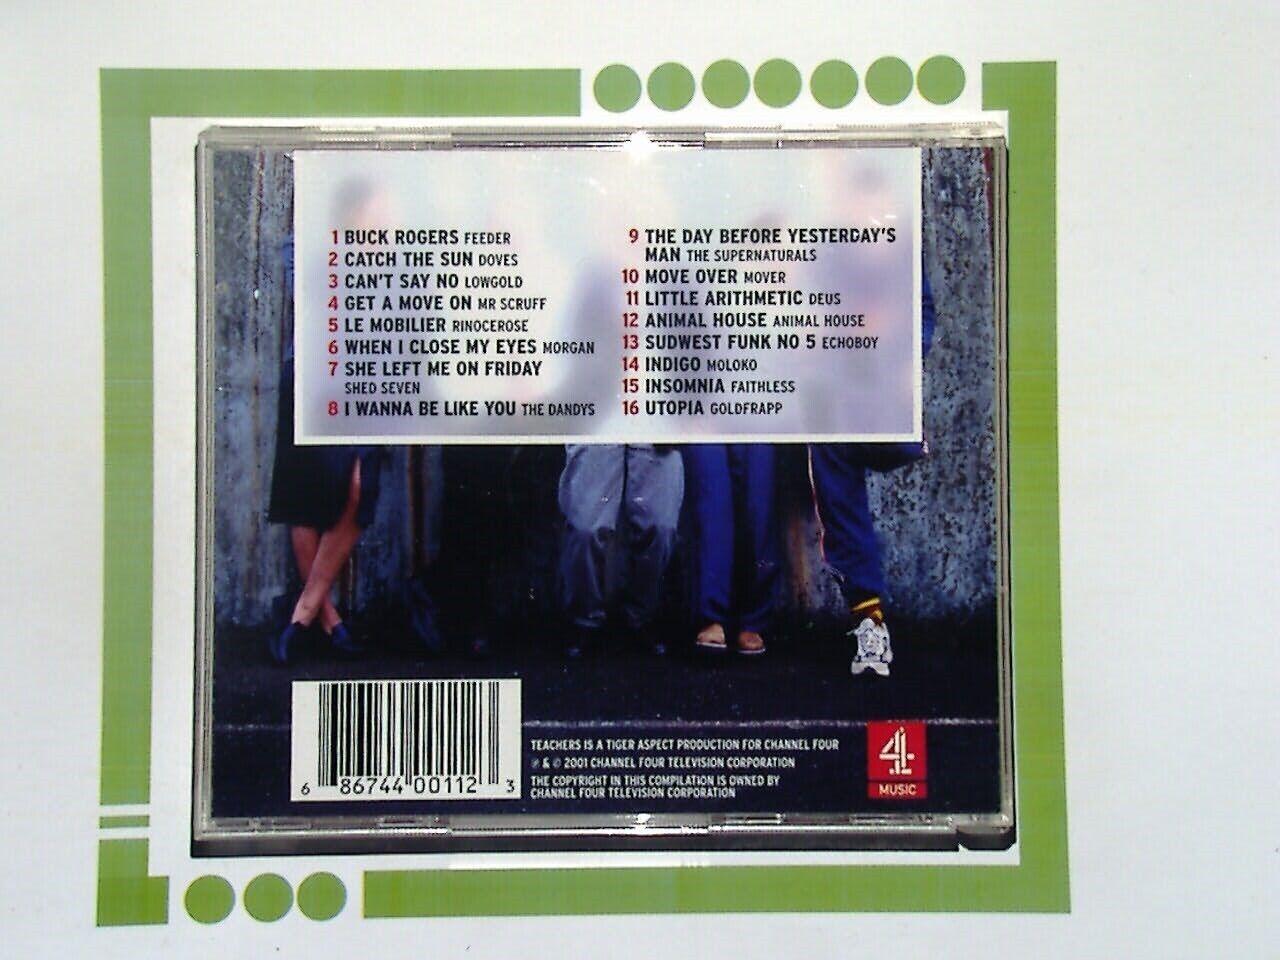 1 BUCK ROGERS FEEDER
2 CATCH THE SUN DOVES
3 CAN'T SAY NO LOWGOLD
4 GET A MOVE ON MR SCRUFF
5 LE MOBILIER RINOCEROSE
6 WHEN I CLOSE MY EYES MORGAN
7 SHE LEFT ME ON FRIDAY
SHED SEVEN
8 I WANNA BE LIKE YOU THE DANDYS
9 THE DAY BEFORE YESTERDAY'S
MAN THE SUPERNATURALS
10 MOVE OVER MOVER
11 LITTLE ARITHMETIC DEUS
12 ANIMAL HOUSE ANIMAL HOUSE
13 SUDWEST FUNK NO 5 ECHOBOY
14 INDIGO MOLOKO
15 INSOMNIA FAITHLESS
16 UTOPIA GOLDFRAPP
6 86744 00112 3
TEACHERS IS A TIGER ASPECT PRODUCTION FOR CHANNEL FOUR
℗ & © 2001 CHANNEL FOUR TELEVISION CORPORATION
THE COPYRIGHT IN THIS COMPILATION IS OWNED BY
CHANNEL FOUR TELEVISION CORPORATION
4
MUSIC